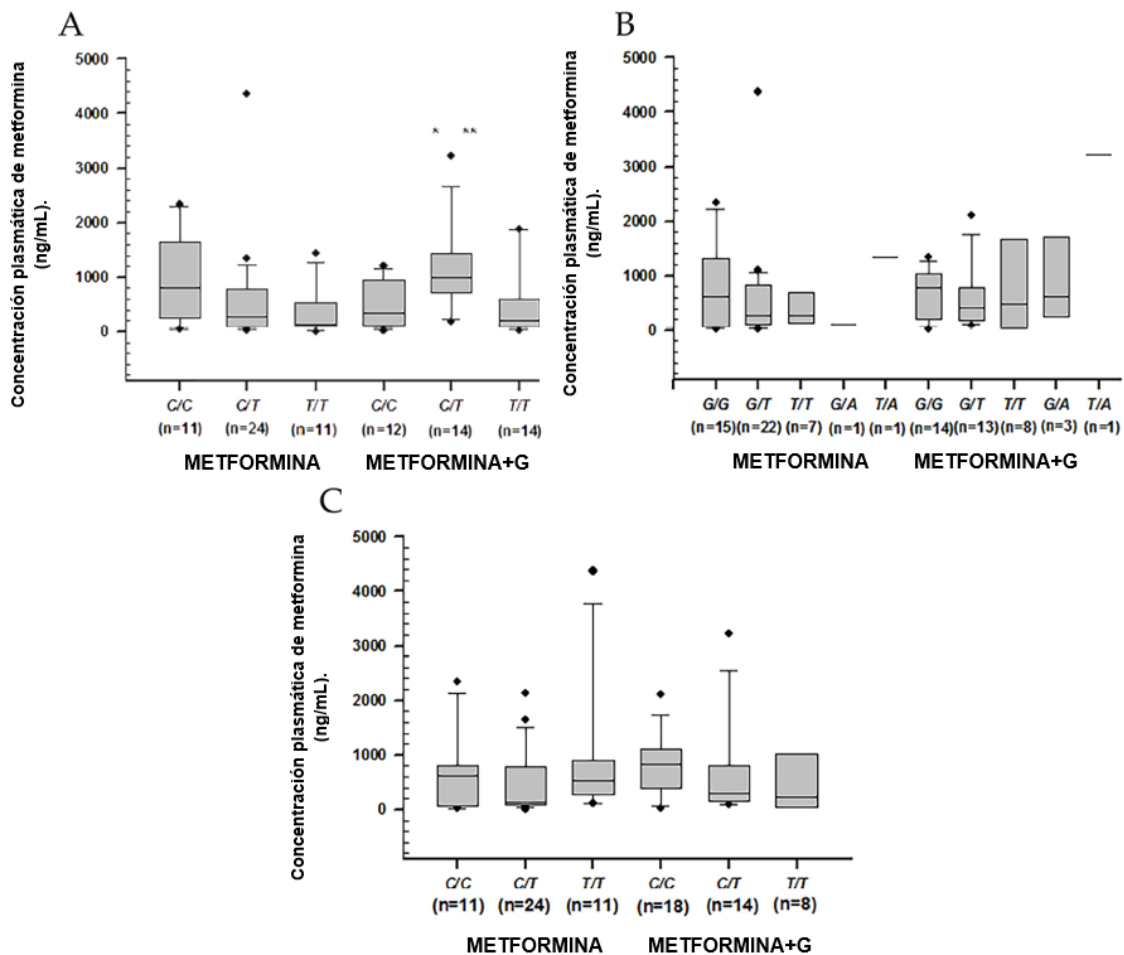 A
Concentración plasmática de metformina
(ng/mL).
5000
4000
3000
2000
1000
0
* **
C/C C/T T/T C/C C/T T/T
(n=11) (n=24) (n=11) (n=12) (n=14) (n=14)
METFORMINA METFORMINA+G
B
Concentración plasmática de metformina
(ng/mL).
5000
4000
3000
2000
1000
0
G/G G/T T/T G/A T/A G/G G/T T/T G/A T/A
(n=15) (n=22) (n=7) (n=1) (n=1) (n=14) (n=13) (n=8) (n=3) (n=1)
METFORMINA METFORMINA+G
C
Concentración plasmática de metformina
(ng/mL).
5000
4000
3000
2000
1000
0
C/C C/T T/T C/C C/T T/T
(n=11) (n=24) (n=11) (n=18) (n=14) (n=8)
METFORMINA METFORMINA+G